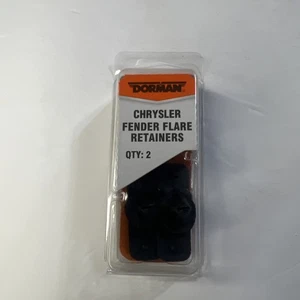 DORMAN
CHRYSLER
FENDER FLARE
RETAINERS
QTY: 2